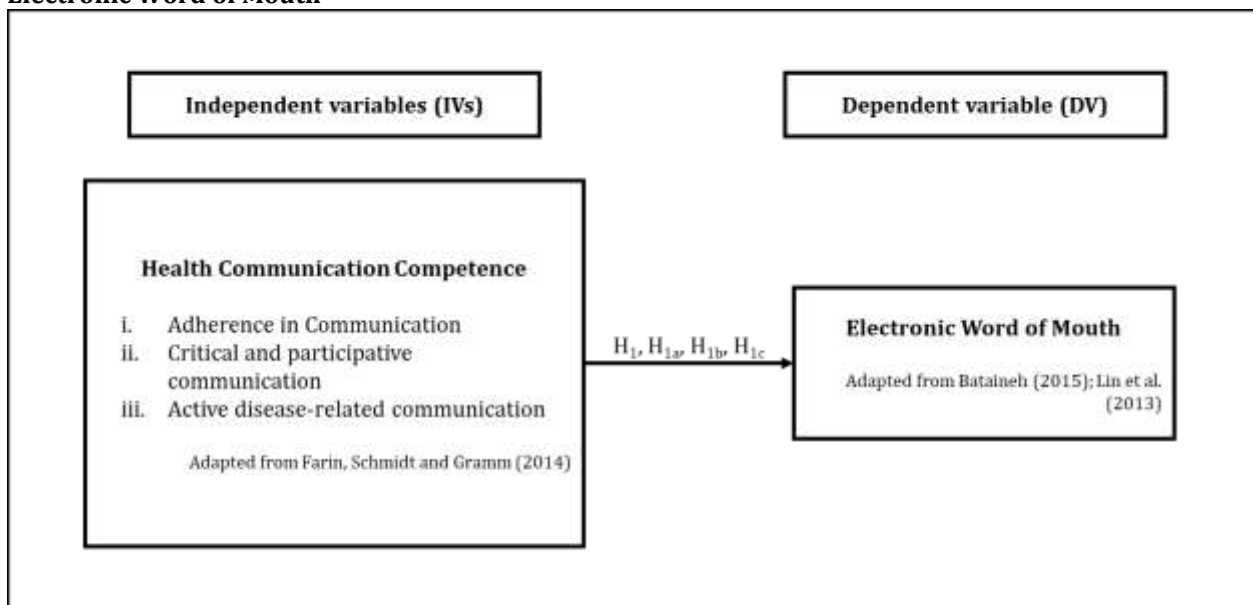 Electronic Word of Mouth
Independent variables (IVs)
Dependent variable (DV)
Health Communication Competence
i. Adherence in Communication
ii. Critical and participative
communication
iii. Active disease-related communication
Adapted from Farin, Schmidt and Gramm (2014)
H₁, H₁ₐ, H₁b, H₁c
Electronic Word of Mouth
Adapted from Bataineh (2015); Lin et al.
(2013)